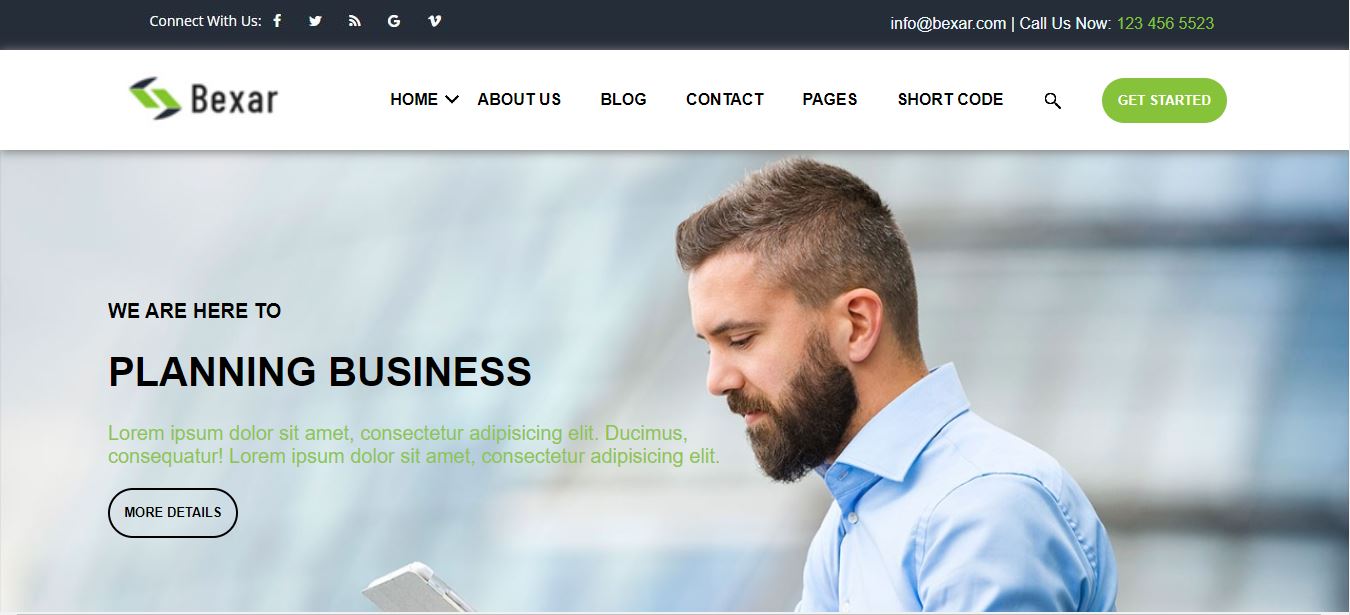 Connect With Us:
info@bexar.com | Call Us Now: 123 456 5523
Bexar
HOME ABOUT US BLOG CONTACT PAGES SHORT CODE
GET STARTED
WE ARE HERE TO
PLANNING BUSINESS
Lorem ipsum dolor sit amet, consectetur adipisicing elit. Ducimus,
consequatur! Lorem ipsum dolor sit amet, consectetur adipisicing elit.
MORE DETAILS